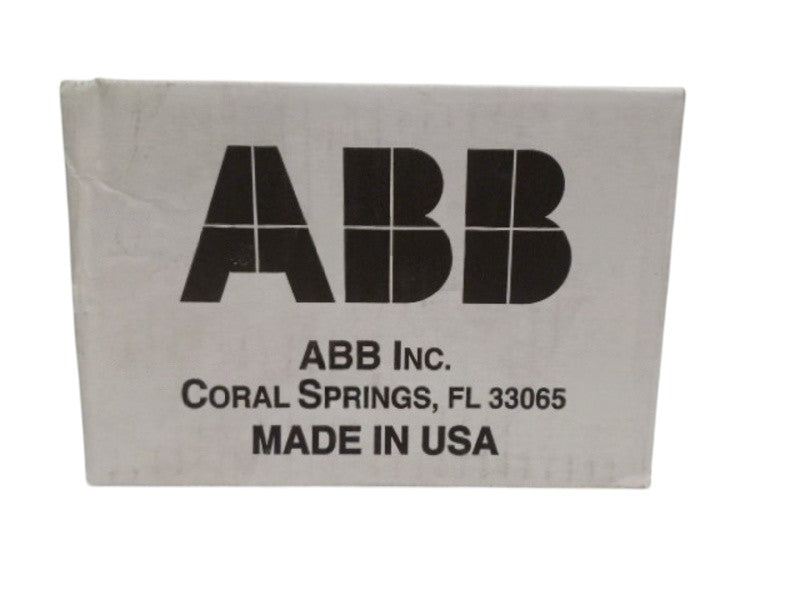 ABB
ABB INC.
CORAL SPRINGS, FL 33065
MADE IN USA